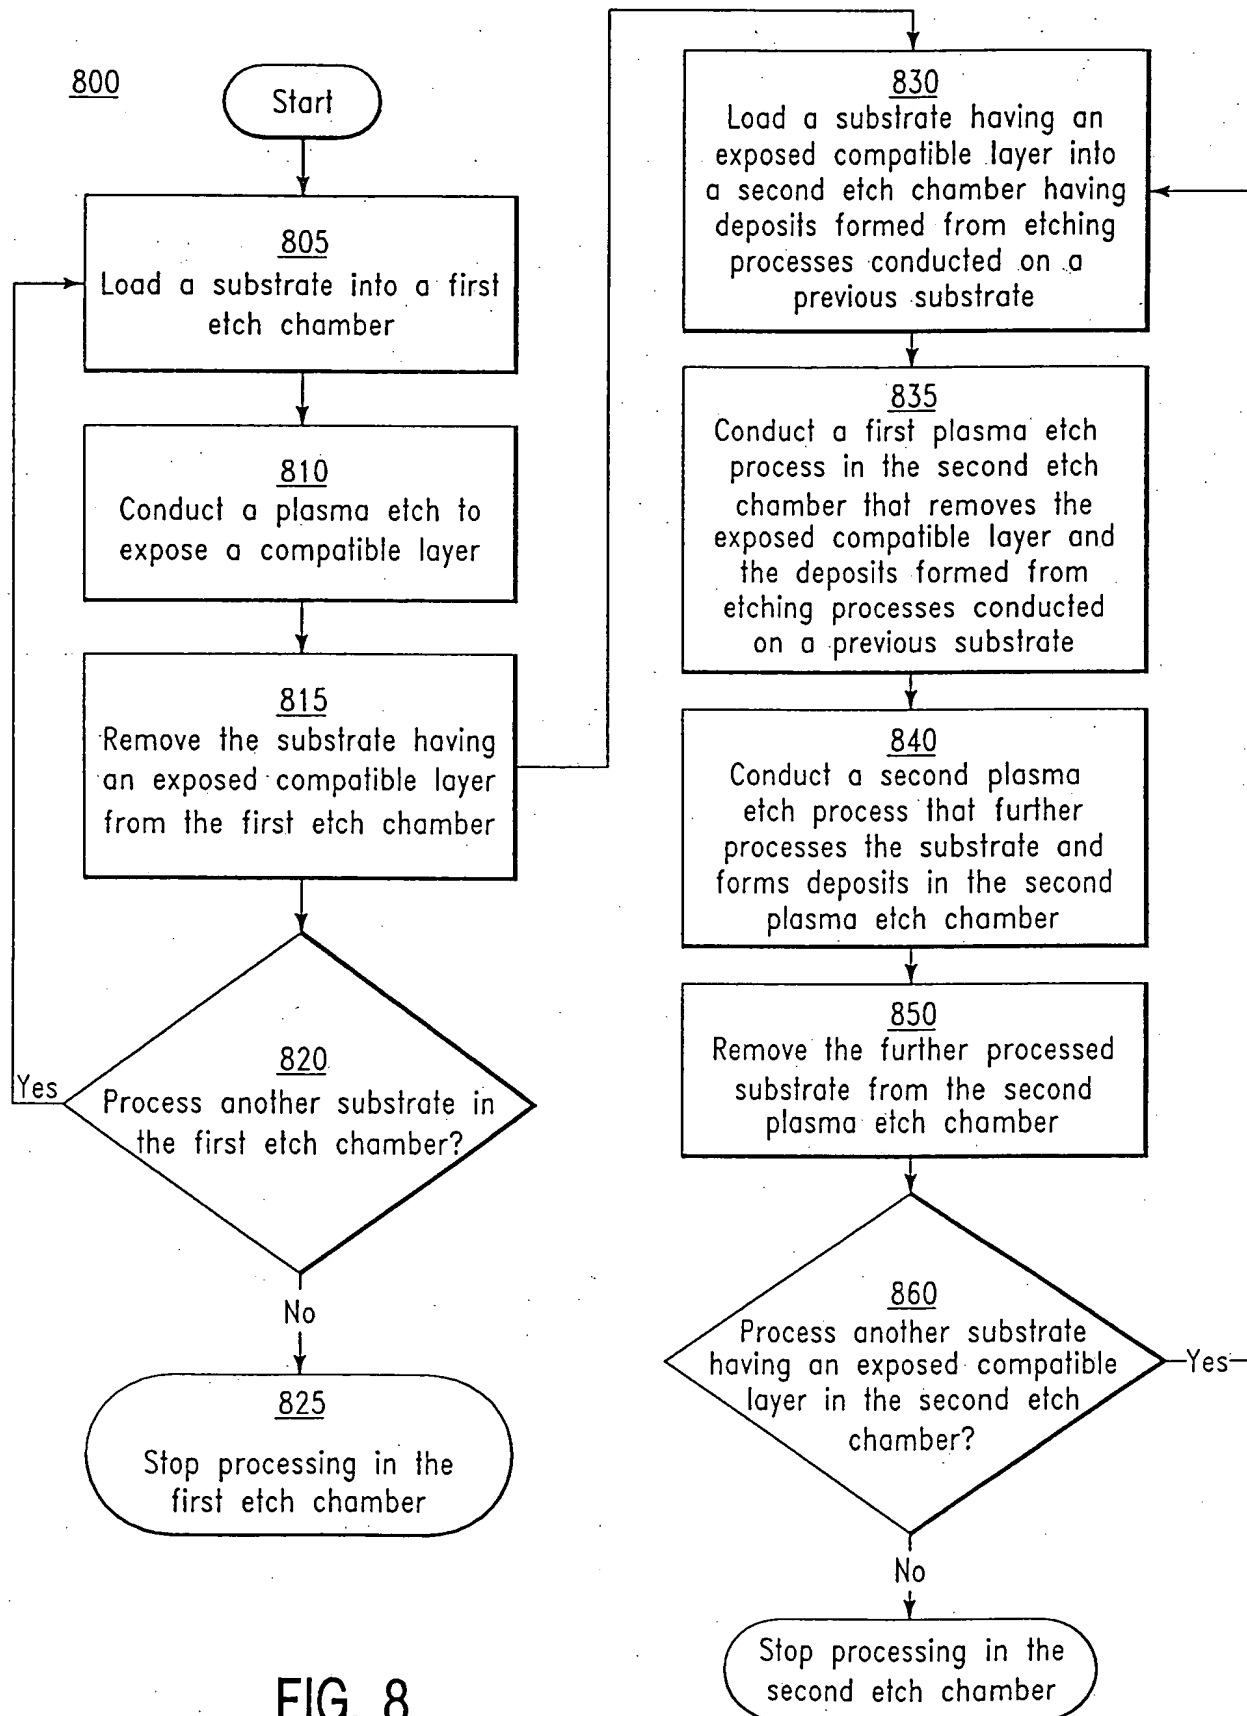 800
Start
805
Load a substrate into a first
etch chamber
810
Conduct a plasma etch to
expose a compatible layer
815
Remove the substrate having
an exposed compatible layer
from the first etch chamber
820
Process another substrate in
the first etch chamber?
Yes
No
825
Stop processing in the
first etch chamber
830
Load a substrate having an
exposed compatible layer into
a second etch chamber having
deposits formed from etching
processes conducted on a
previous substrate
835
Conduct a first plasma etch
process in the second etch
chamber that removes the
exposed compatible layer and
the deposits formed from
etching processes conducted
on a previous substrate
840
Conduct a second plasma
etch process that further
processes the substrate and
forms deposits in the second
plasma etch chamber
850
Remove the further processed
substrate from the second
plasma etch chamber
860
Process another substrate
having an exposed compatible
layer in the second etch
chamber?
Yes
No
Stop processing in the
second etch chamber
FIG. 8